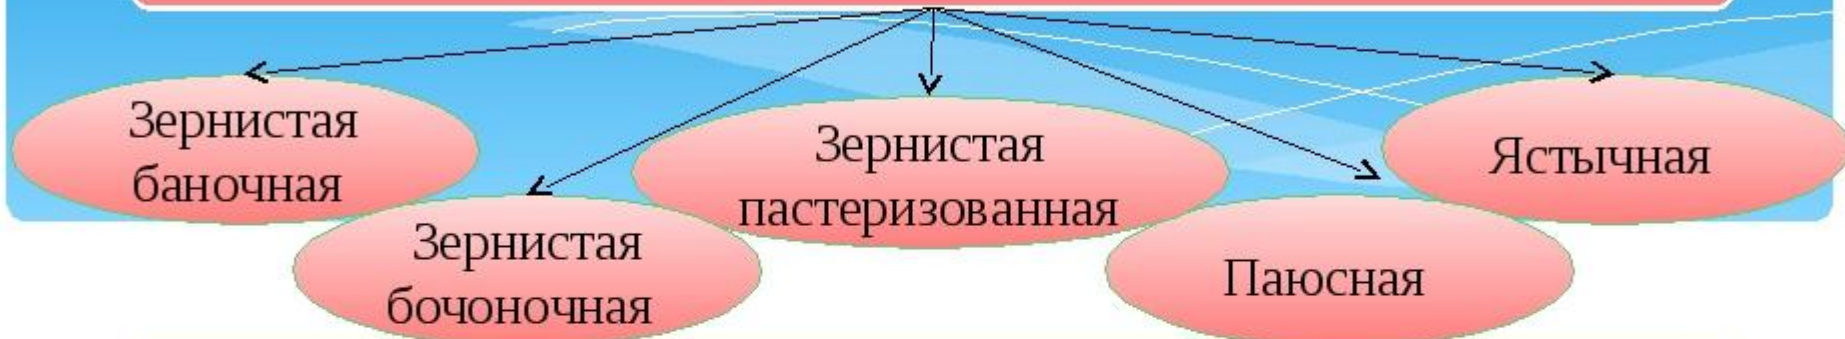 Зернистая
баночная
Зернистая
бочоночная
Зернистая
пастеризованная
Паюсная
Ястычная